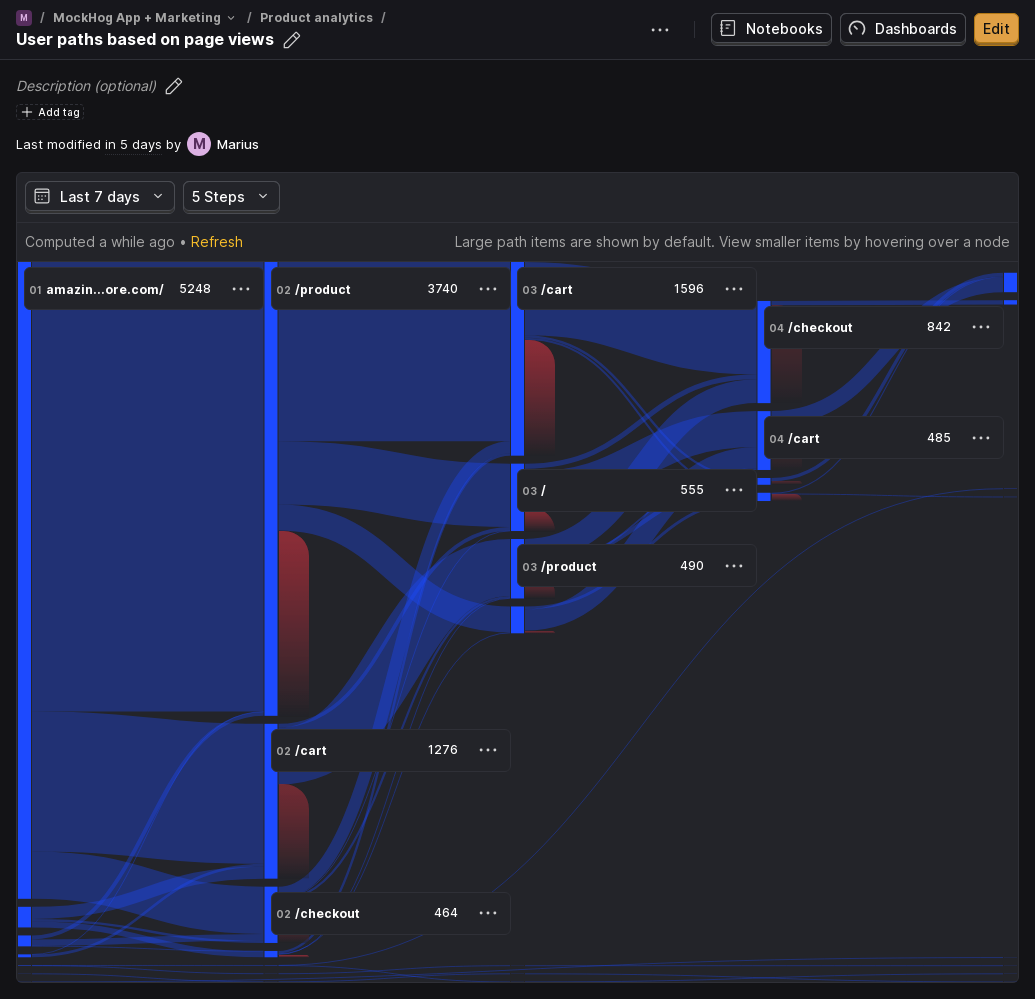 M / MockHog App + Marketing / Product analytics /
User paths based on page views
Notebooks
Dashboards
Edit
Description (optional)
Add tag
Last modified in 5 days by M Marius
Last 7 days
5 Steps
Computed a while ago • Refresh
Large path items are shown by default. View smaller items by hovering over a node
01 amazin...ore.com/ 5248
02 /product 3740
03 /cart 1596
04 /checkout 842
04 /cart 485
03 / 555
03 /product 490
02 /cart 1276
02 /checkout 464